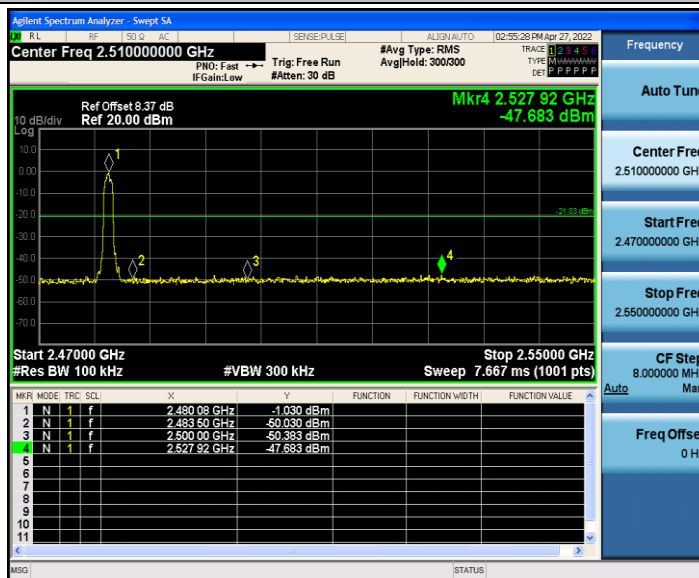 Agilent Spectrum Analyzer - Swept SA
RL RF 50 Ω AC SENSE:PULSE ALIGN AUTO 02:55:28 PM Apr 27, 2022
Center Freq 2.510000000 GHz
PNO: Fast
IFGain:Low
Trig: Free Run
#Atten: 30 dB
#Avg Type: RMS
Avg|Hold: 300/300
TRACE 1 2 3 4 5 6
TYPE M
DET P P P P P P
Frequency
Auto Tun
Center Fre
2.510000000 GH
Start Fre
2.470000000 GH
Stop Fre
2.550000000 GH
CF Step
8.000000 MH
Auto Ma
Freq Offse
0 H
Mkr4 2.527 92 GHz
-47.683 dBm
Ref Offset 8.37 dB
10 dB/div Ref 20.00 dBm
Log
10.0
0.00
-10.0
-20.0
-30.0
-40.0
-50.0
-60.0
-70.0
1
2
3
4
-21.03 dBm
Start 2.47000 GHz Stop 2.55000 GHz
#Res BW 100 kHz #VBW 300 kHz Sweep 7.667 ms (1001 pts)
MKR MODE TRC SCL X Y FUNCTION FUNCTION WIDTH FUNCTION VALUE
1 N 1 f 2.480 08 GHz -1.030 dBm
2 N 1 f 2.483 50 GHz -50.030 dBm
3 N 1 f 2.500 00 GHz -50.383 dBm
4 N 1 f 2.527 92 GHz -47.683 dBm
5
6
7
8
9
10
11
MSG STATUS